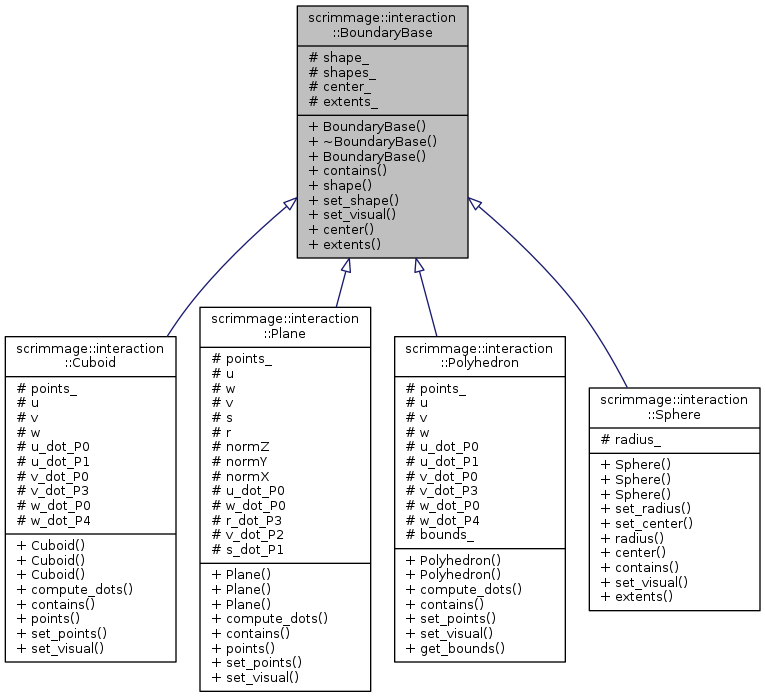 scrimmage::interaction
::BoundaryBase
# shape_
# shapes_
# center_
# extents_
+ BoundaryBase()
+ ~BoundaryBase()
+ BoundaryBase()
+ contains()
+ shape()
+ set_shape()
+ set_visual()
+ center()
+ extents()
scrimmage::interaction
::Cuboid
# points_
# u
# v
# w
# u_dot_P0
# u_dot_P1
# v_dot_P0
# v_dot_P3
# w_dot_P0
# w_dot_P4
+ Cuboid()
+ Cuboid()
+ Cuboid()
+ compute_dots()
+ contains()
+ points()
+ set_points()
+ set_visual()
scrimmage::interaction
::Plane
# points_
# u
# w
# v
# s
# r
# normZ
# normY
# normX
# u_dot_P0
# w_dot_P0
# r_dot_P3
# v_dot_P2
# s_dot_P1
+ Plane()
+ Plane()
+ Plane()
+ compute_dots()
+ contains()
+ points()
+ set_points()
+ set_visual()
scrimmage::interaction
::Polyhedron
# points_
# u
# v
# w
# u_dot_P0
# u_dot_P1
# v_dot_P0
# v_dot_P3
# w_dot_P0
# w_dot_P4
# bounds_
+ Polyhedron()
+ Polyhedron()
+ compute_dots()
+ contains()
+ set_points()
+ set_visual()
+ get_bounds()
scrimmage::interaction
::Sphere
# radius_
+ Sphere()
+ Sphere()
+ Sphere()
+ set_radius()
+ set_center()
+ radius()
+ center()
+ contains()
+ set_visual()
+ extents()